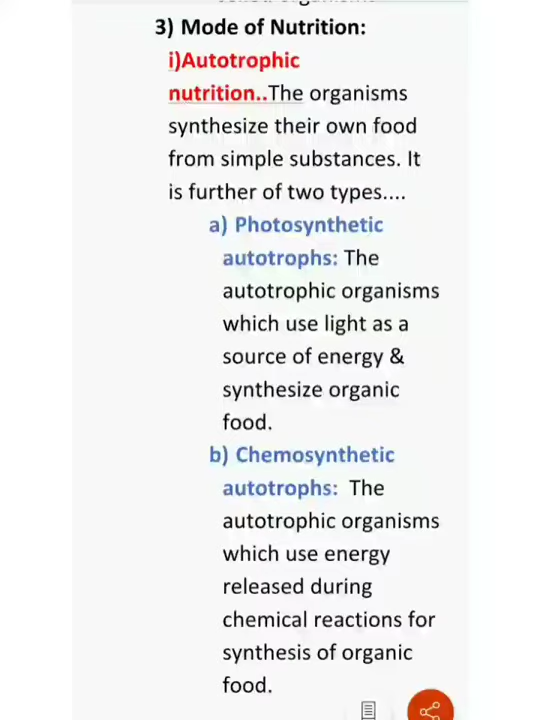 3) Mode of Nutrition:
i)Autotrophic
nutrition..The organisms
synthesize their own food
from simple substances. It
is further of two types....
a) Photosynthetic
autotrophs: The
autotrophic organisms
which use light as a
source of energy &
synthesize organic
food.
b) Chemosynthetic
autotrophs: The
autotrophic organisms
which use energy
released during
chemical reactions for
synthesis of organic
food.